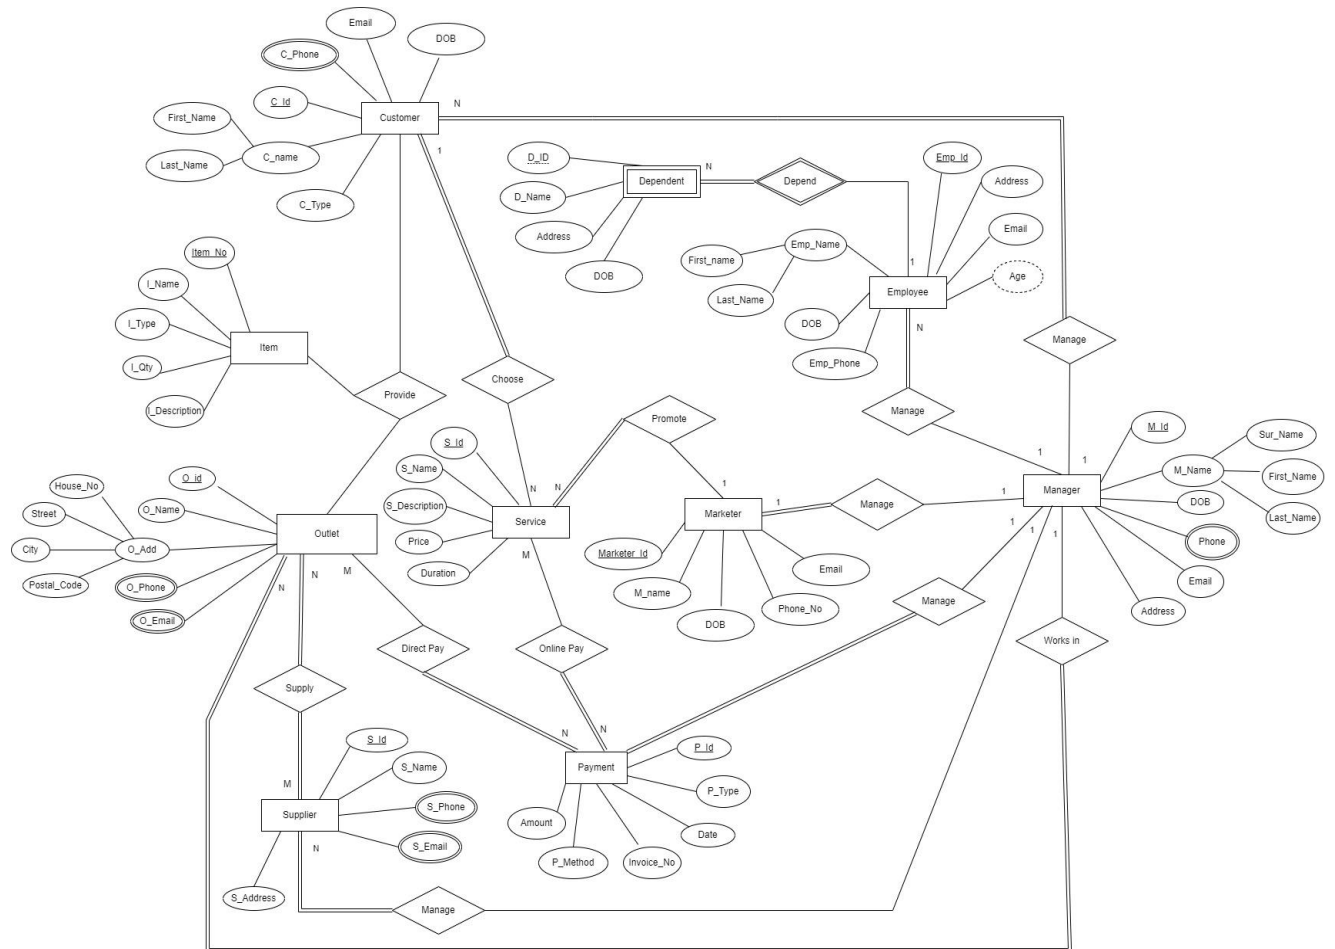 Email
DOB
C_Phone
C_Id
N
First_Name
Customer
C_name
Last_Name
1
C_Type
D_ID
N
Emp_Id
Dependent
Depend
Address
D_Name
Address
Emp_Name
Email
First_name
1
DOB
Age
Last_Name
Employee
Item_No
I_Name
DOB
N
I_Type
Emp_Phone
Manage
Item
I_Qty
Choose
Provide
I_Description
Promote
Manage
M_Id
Sur_Name
S_Id
1
1
House_No
O_id
S_Name
M_Name
First_Name
Street
O_Name
S_Description
N
N
1
1
1
Manager
DOB
Last_Name
Outlet
Service
Marketer
Manage
City
O_Add
Price
M
1
1
1
Phone
Postal_Code
O_Phone
N
N
M
Duration
Marketer_Id
Email
Email
O_Email
M_name
DOB
Phone_No
Manage
Address
Direct Pay
Online Pay
Works in
Supply
N
N
S_Id
P_Id
S_Name
Payment
M
P_Type
Supplier
S_Phone
Amount
Date
N
S_Email
P_Method
Invoice_No
S_Address
Manage